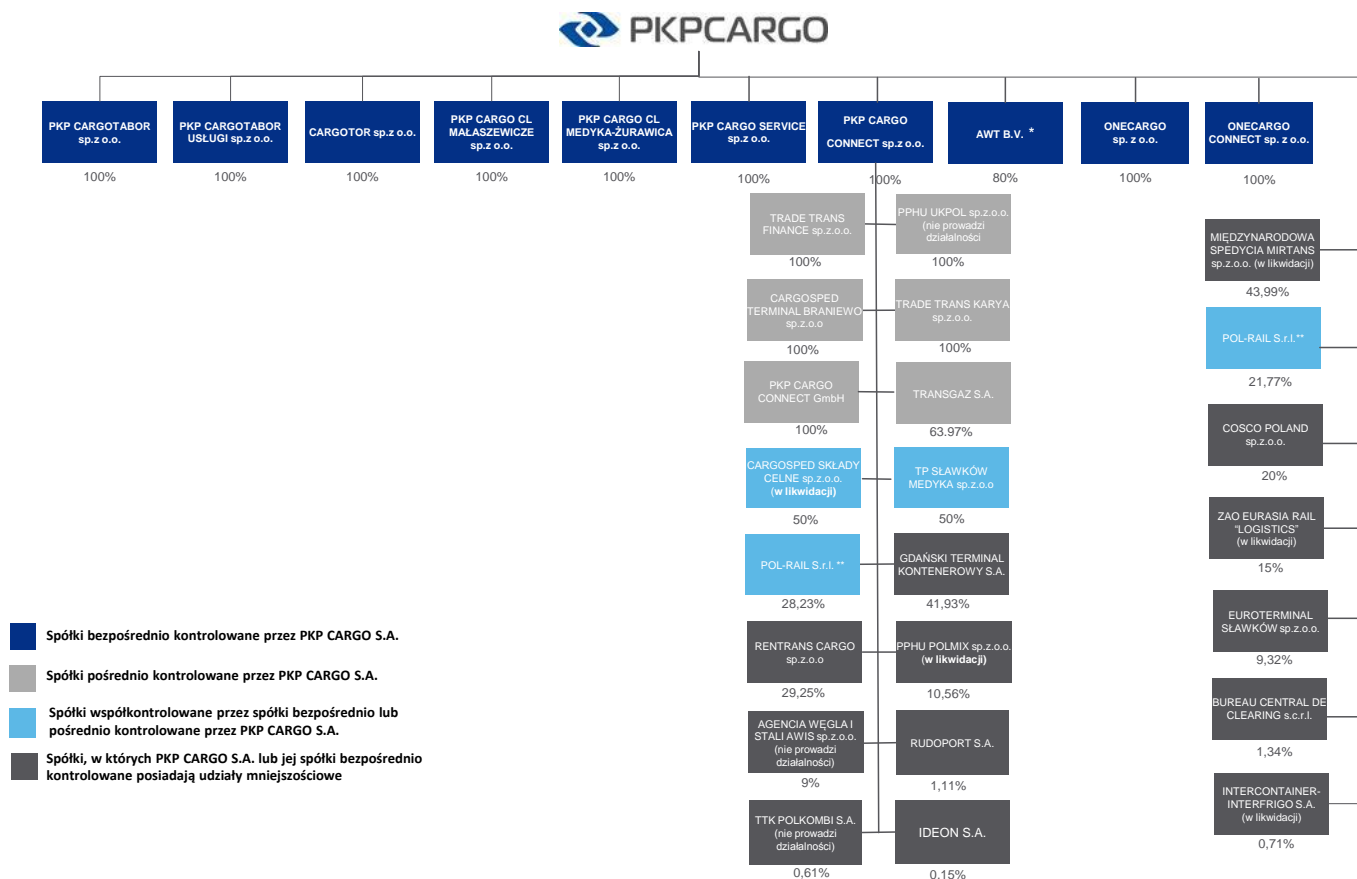 PKPCARGO
PKP CARGOTABOR
sp.z o.o.
100%
PKP CARGOTABOR
USŁUGI sp.z o.o.
100%
CARGOTOR sp.z o.o.
100%
PKP CARGO CL
MAŁASZEWICZE
sp.z o.o.
100%
PKP CARGO CL
MEDYKA-ŻURAWICA
sp.z o.o.
100%
PKP CARGO SERVICE
sp.z o.o.
100%
PKP CARGO
CONNECT sp.z o.o.
100%
AWT B.V. *
80%
ONECARGO
sp. z o.o.
100%
ONECARGO
CONNECT sp. z o.o.
100%
TRADE TRANS
FINANCE sp.z.o.o.
100%
PPHU UKPOL sp.z.o.o.
(nie prowadzi
działalności
100%
CARGOSPED
TERMINAL BRANIEWO
sp.z.o.o
100%
TRADE TRANS KARYA
sp.z.o.o.
100%
PKP CARGO
CONNECT GmbH
100%
TRANSGAZ S.A.
63.97%
CARGOSPED SKŁADY
CELNE sp.z.o.o.
(w likwidacji)
50%
TP SŁAWKÓW
MEDYKA sp.z.o.o
50%
POL-RAIL S.r.l. **
28,23%
GDAŃSKI TERMINAL
KONTENEROWY S.A.
41,93%
RENTRANS CARGO
sp.z.o.o
29,25%
PPHU POLMIX sp.z.o.o.
(w likwidacji)
10,56%
AGENCIA WĘGLA I
STALI AWIS sp.z.o.o.
(nie prowadzi
działalności)
9%
RUDOPORT S.A.
1,11%
TTK POLKOMBI S.A.
(nie prowadzi
działalności)
0,61%
IDEON S.A.
0,15%
MIĘDZYNARODOWA
SPEDYCIA MIRTANS
sp.z.o.o. (w likwidacji)
43,99%
POL-RAIL S.r.l.**
21,77%
COSCO POLAND
sp.z.o.o.
20%
ZAO EURASIA RAIL
"LOGISTICS"
(w likwidacji)
15%
EUROTERMINAL
SŁAWKÓW sp.z.o.o.
9,32%
BUREAU CENTRAL DE
CLEARING s.c.r.l.
1,34%
INTERCONTAINER-
INTERFRIGO S.A.
(w likwidacji)
0,71%
Spółki bezpośrednio kontrolowane przez PKP CARGO S.A.
Spółki pośrednio kontrolowane przez PKP CARGO S.A.
Spółki współkontrolowane przez spółki bezpośrednio lub
pośrednio kontrolowane przez PKP CARGO S.A.
Spółki, w których PKP CARGO S.A. lub jej spółki bezpośrednio
kontrolowane posiadają udziały mniejszościowe